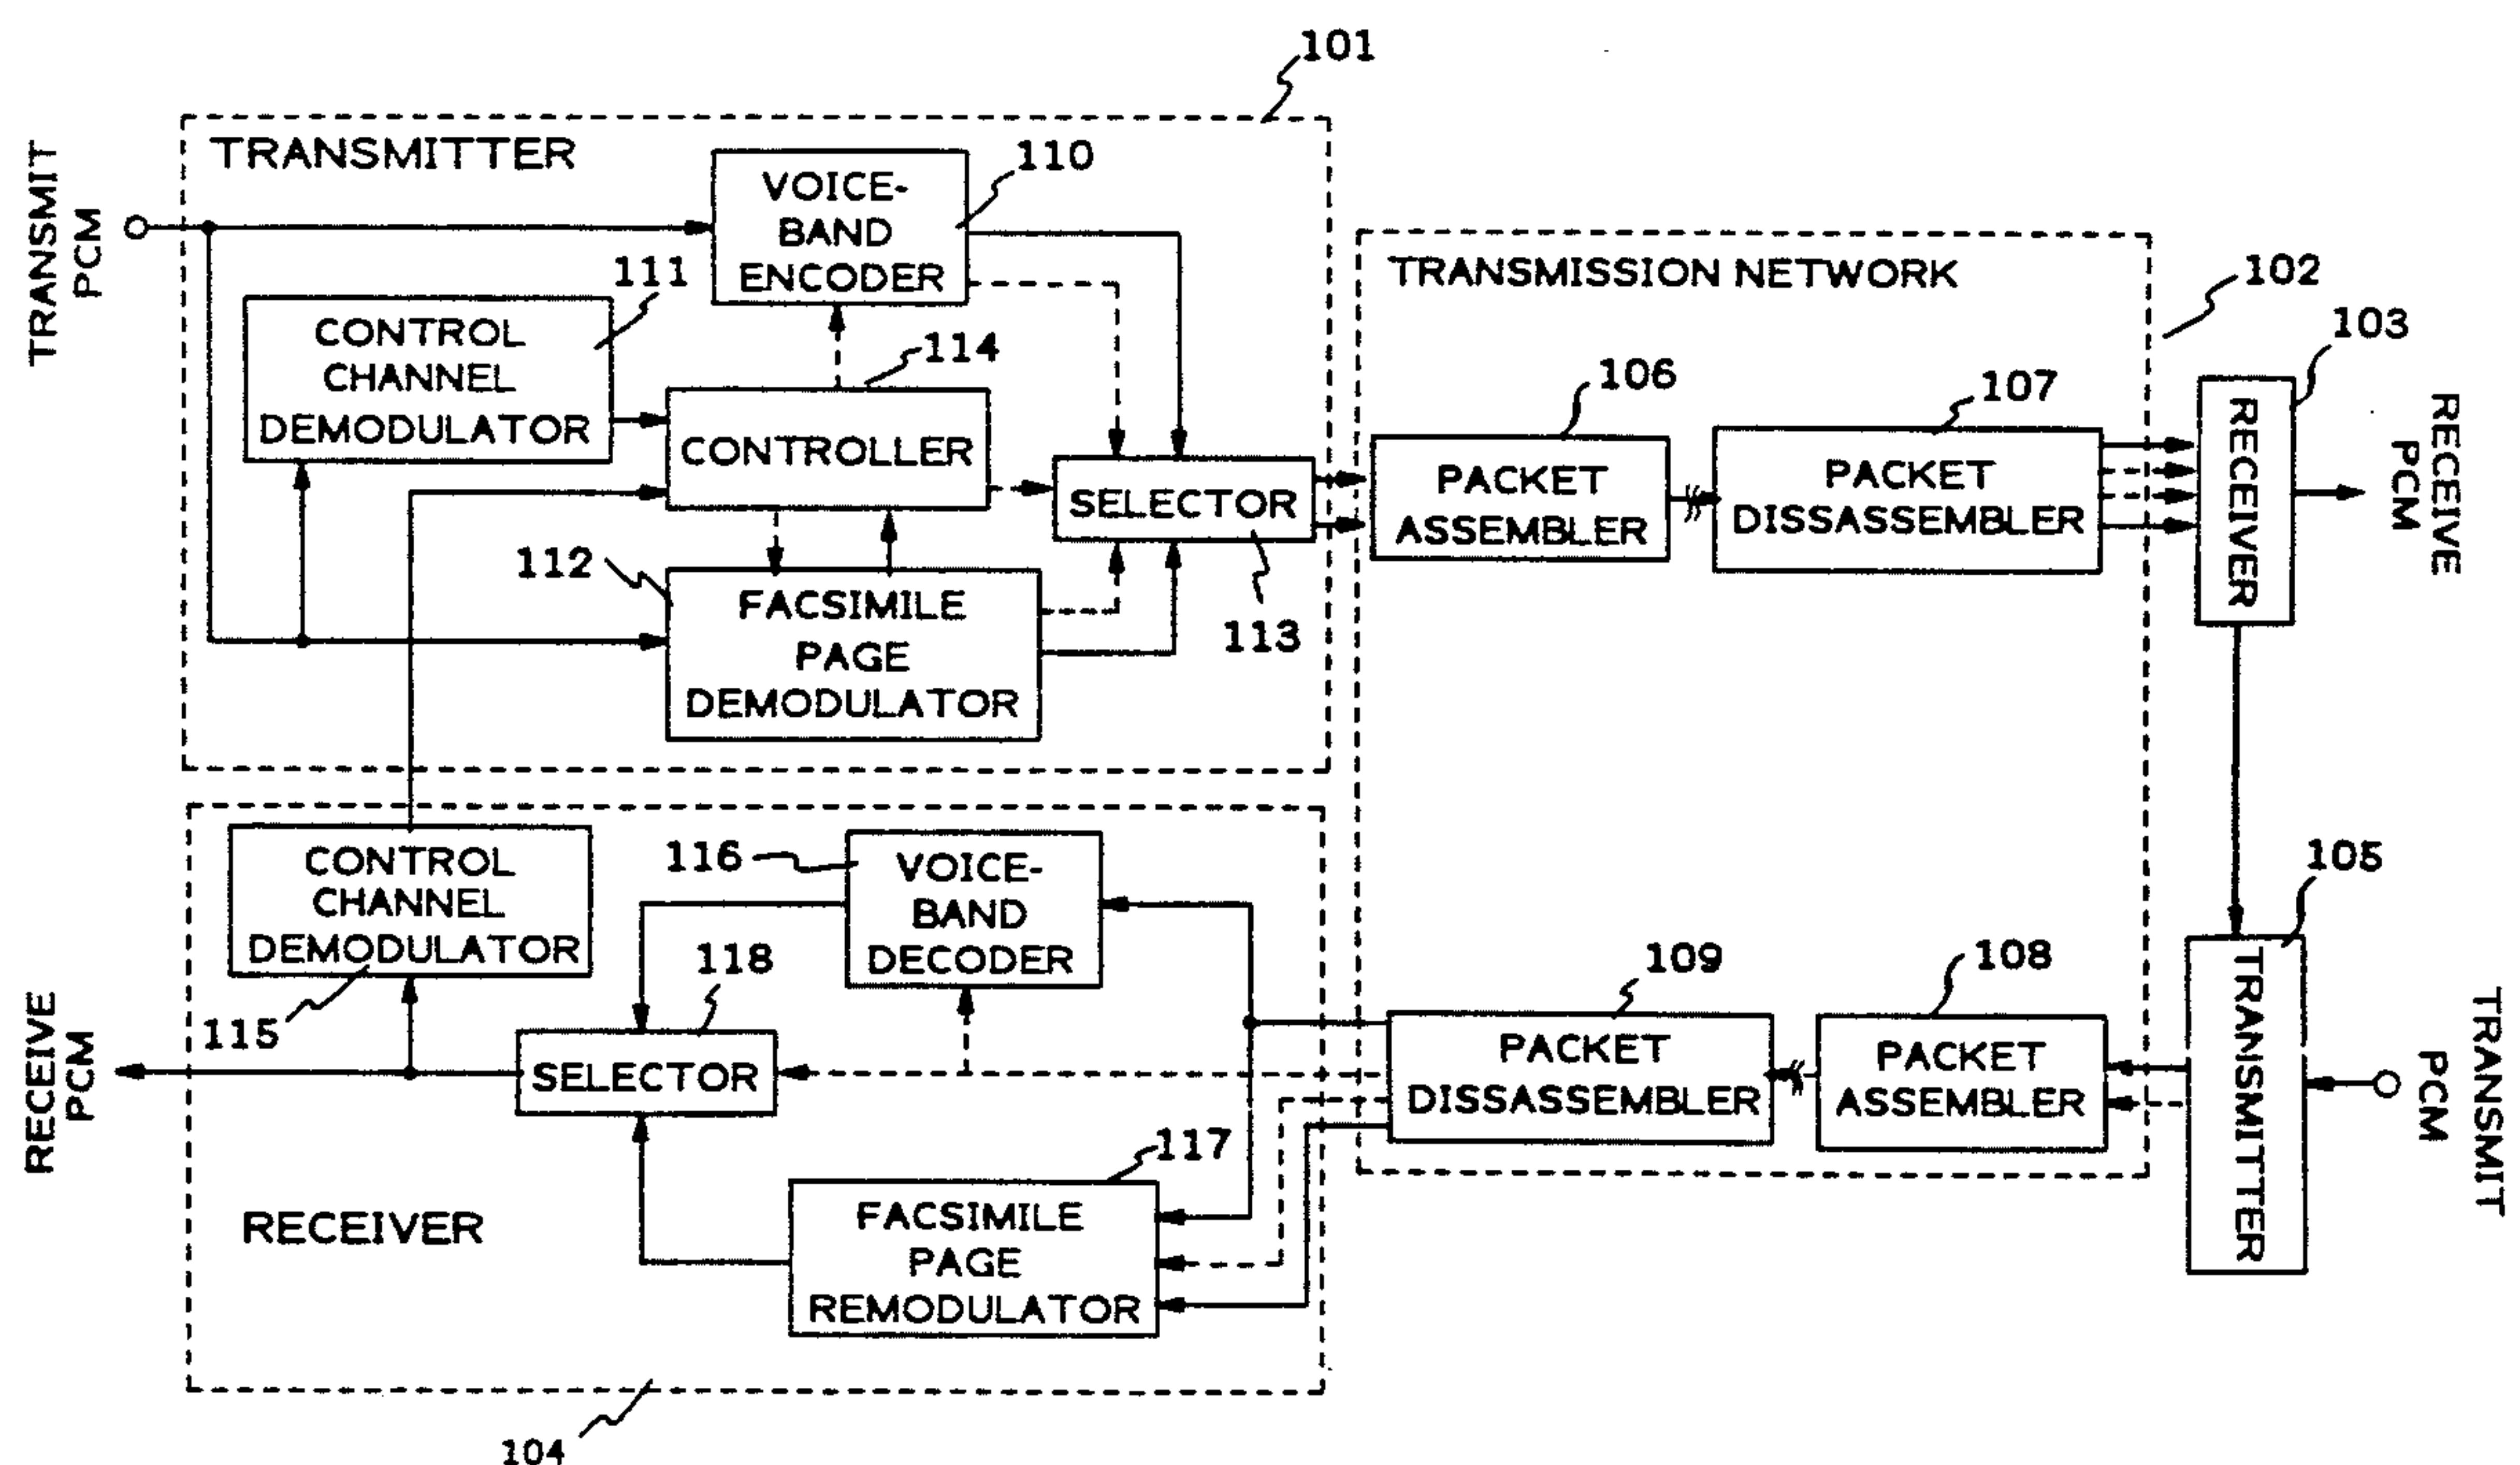 101
TRANSMITTER
TRANSMIT
PCM
110
VOICE-
BAND
ENCODER
111
CONTROL
CHANNEL
DEMODULATOR
114
CONTROLLER
112
FACSIMILE
PAGE
DEMODULATOR
SELECTOR
113
TRANSMISSION NETWORK
102
106
PACKET
ASSEMBLER
107
PACKET
DISSASSEMBLER
103
RECEIVER
RECEIVE
PCM
CONTROL
CHANNEL
DEMODULATOR
115
RECEIVE
PCM
116
VOICE-
BAND
DECODER
118
SELECTOR
117
FACSIMILE
PAGE
REMODULATOR
RECEIVER
104
109
PACKET
DISSASSEMBLER
108
PACKET
ASSEMBLER
105
TRANSMITTER
TRANSMIT
PCM